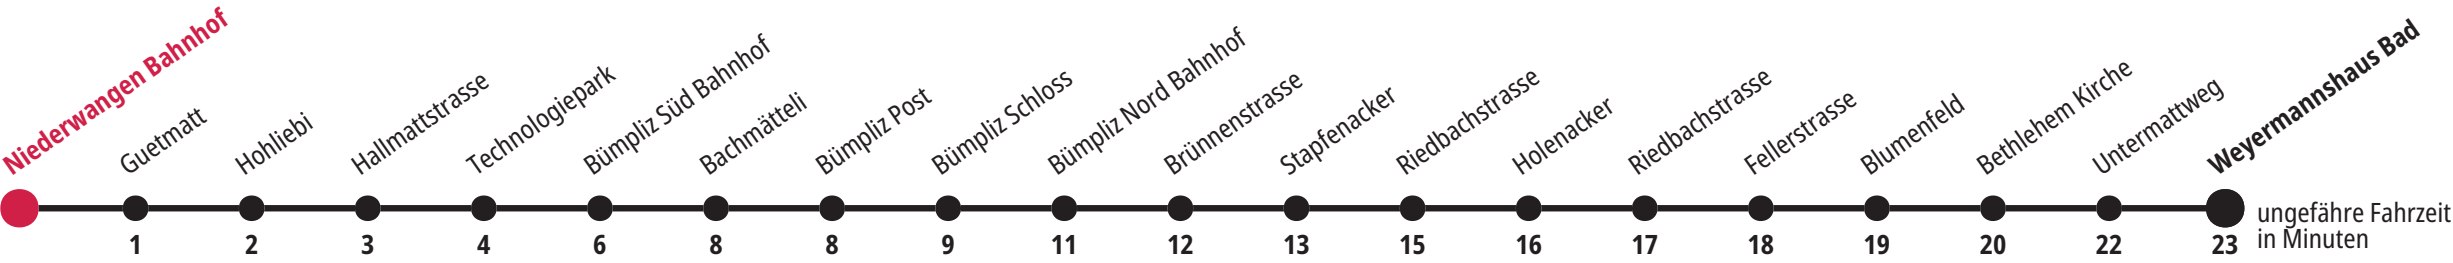 Niederwangen Bahnhof
Guetmatt
Hohliebi
Hallmattstrasse
Technologiepark
Bümpliz Süd Bahnhof
Bachmätteli
Bümpliz Post
Bümpliz Schloss
Bümpliz Nord Bahnhof
Brünnenstrasse
Stapfenacker
Riedbachstrasse
Holenacker
Riedbachstrasse
Fellerstrasse
Blumenfeld
Bethlehem Kirche
Untermattweg
Weyermannshaus Bad
1 2 3 4 6 8 8 9 11 12 13 15 16 17 18 19 20 22 23
ungefähre Fahrzeit
in Minuten